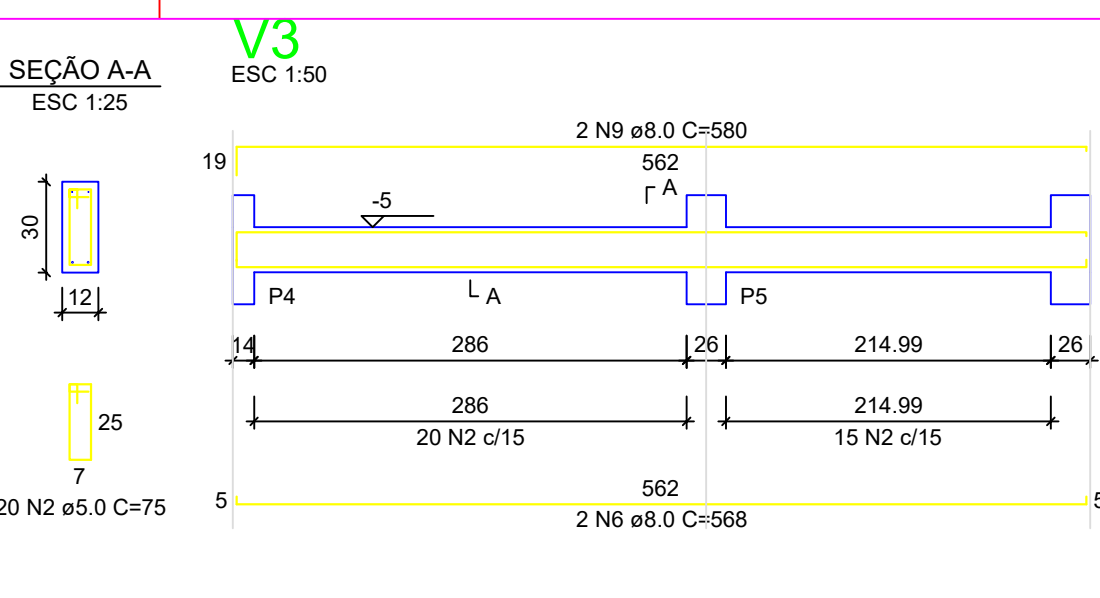 V3
ESC 1:50
SEÇÃO A-A
ESC 1:25
2 N9 ø8.0 C=580
19
562
A
-5
30
12
P4
A
P5
14
286
26
214.99
26
286
214.99
20 N2 c/15
15 N2 c/15
25
7
20 N2 ø5.0 C=75
5
562
5
2 N6 ø8.0 C=568